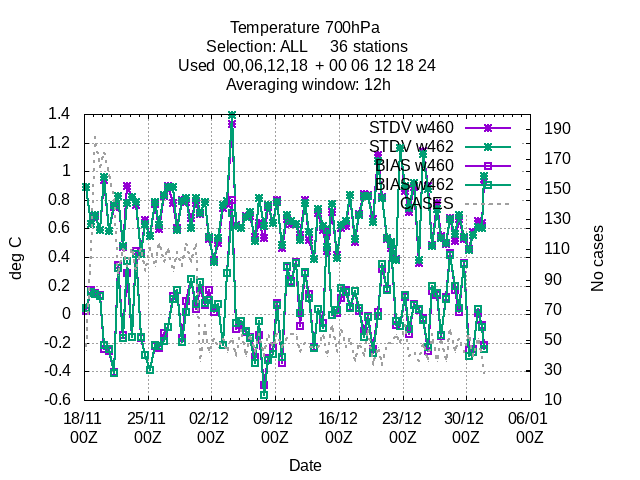 Temperature 700hPa
Selection: ALL     36 stations
Used  00,06,12,18  + 00 06 12 18 24
Averaging window: 12h
1.4
1.2
1
0.8
0.6
0.4
0.2
0
-0.2
-0.4
-0.6
deg C
STDV w460
STDV w462
BIAS w460
BIAS w462
CASES
190
170
150
130
110
90
70
50
30
10
No cases
18/11 25/11 02/12 09/12 16/12 23/12 30/12 06/01
00Z 00Z 00Z 00Z 00Z 00Z 00Z 00Z
Date